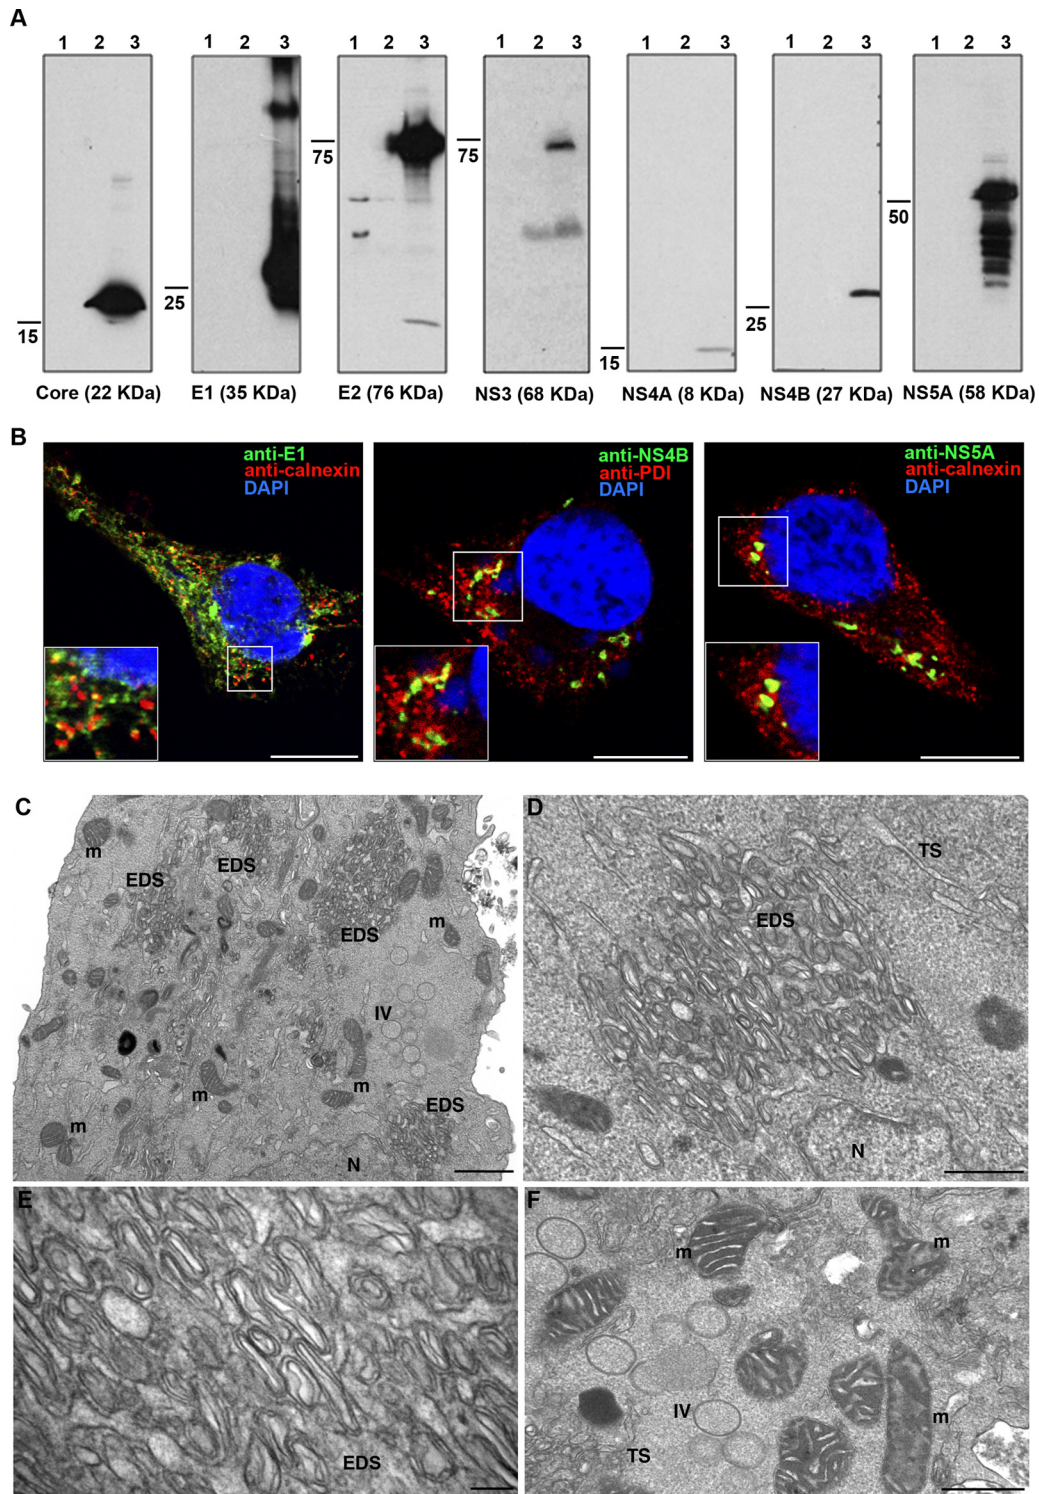 A
1 2 3 1 2 3 1 2 3 1 2 3 1 2 3 1 2 3 1 2 3
75
75
50
25
25
15
15
Core (22 KDa) E1 (35 KDa) E2 (76 KDa) NS3 (68 KDa) NS4A (8 KDa) NS4B (27 KDa) NS5A (58 KDa)
B
anti-E1
anti-calnexin
DAPI
anti-NS4B
anti-PDI
DAPI
anti-NS5A
anti-calnexin
DAPI
C
m
EDS
EDS
m
EDS
IV
m
m
EDS
m
N
D
TS
EDS
N
E
EDS
F
m
m
IV
m
TS